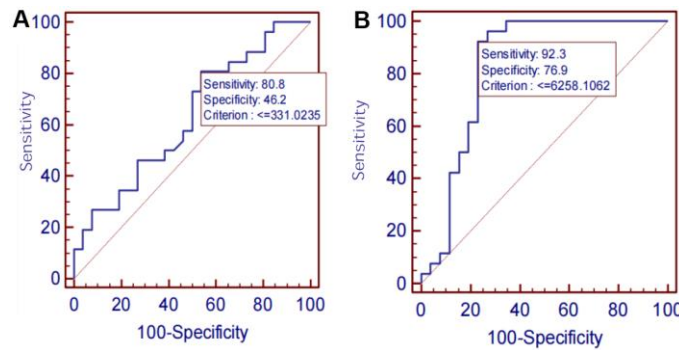 A
100
80
60
40
20
0
Sensitivity
Sensitivity: 80.8
Specificity: 46.2
Criterion : <=331.0235
0 20 40 60 80 100
100-Specificity
B
100
80
60
40
20
0
Sensitivity
Sensitivity: 92.3
Specificity: 76.9
Criterion : <=6258.1062
0 20 40 60 80 100
100-Specificity